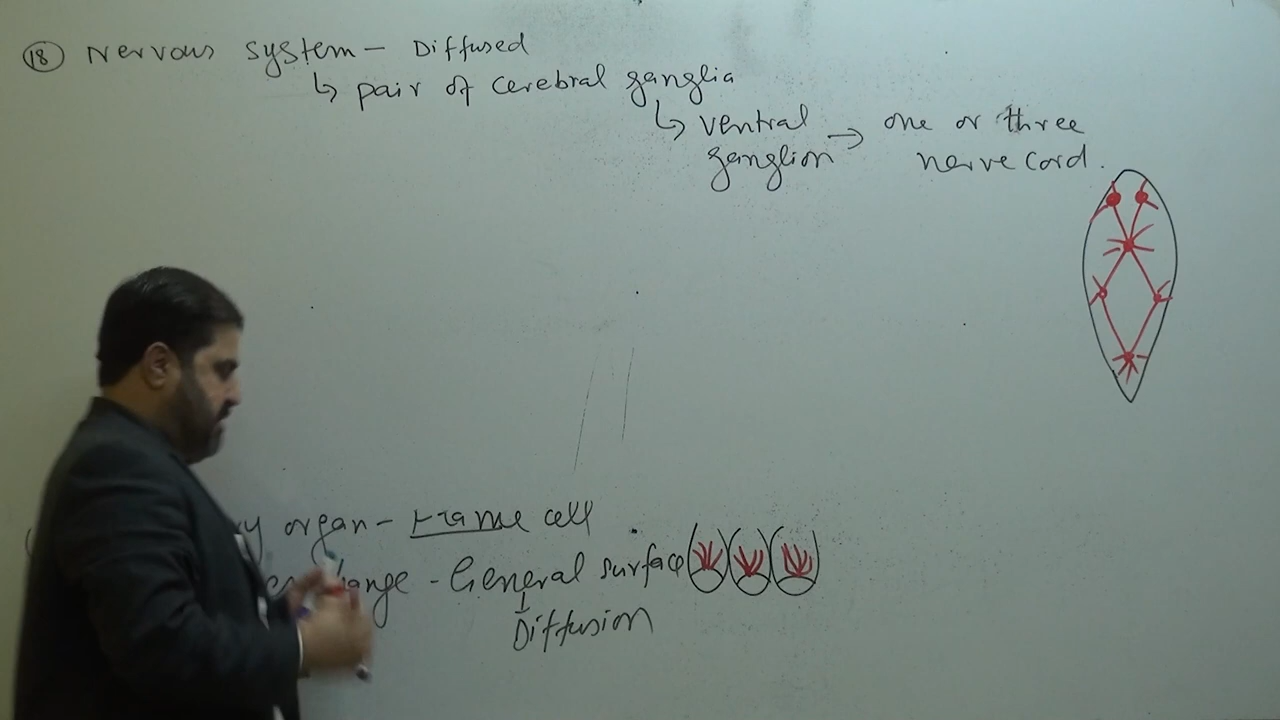 18 Nervous system - Diffused
↳ pair of cerebral ganglia
↳ ventral ganglion → one or three nerve cord.
organ - Flame cell
- General surface
↓
Diffusion